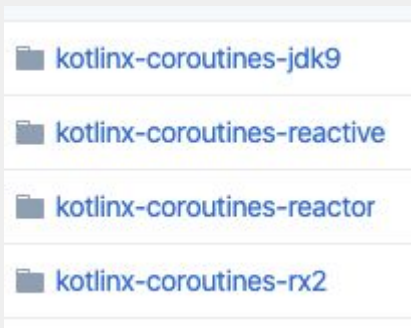 kotlinx-coroutines-jdk9
kotlinx-coroutines-reactive
kotlinx-coroutines-reactor
kotlinx-coroutines-rx2